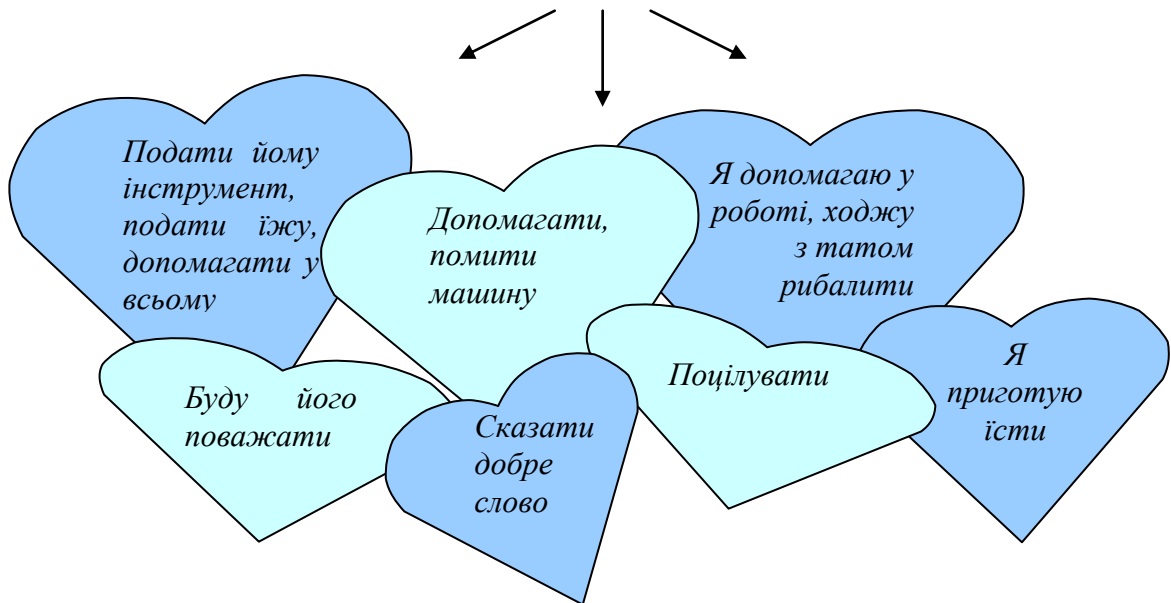 Подати йому
інструмент,
подати їжу,
допомагати у
всьому
Допомагати,
помити
машину
Я допомагаю у
роботі, ходжу
з татом
рибалити
Буду його
поважати
Сказати
добре
слово
Поцілувати
Я
приготую
їсти